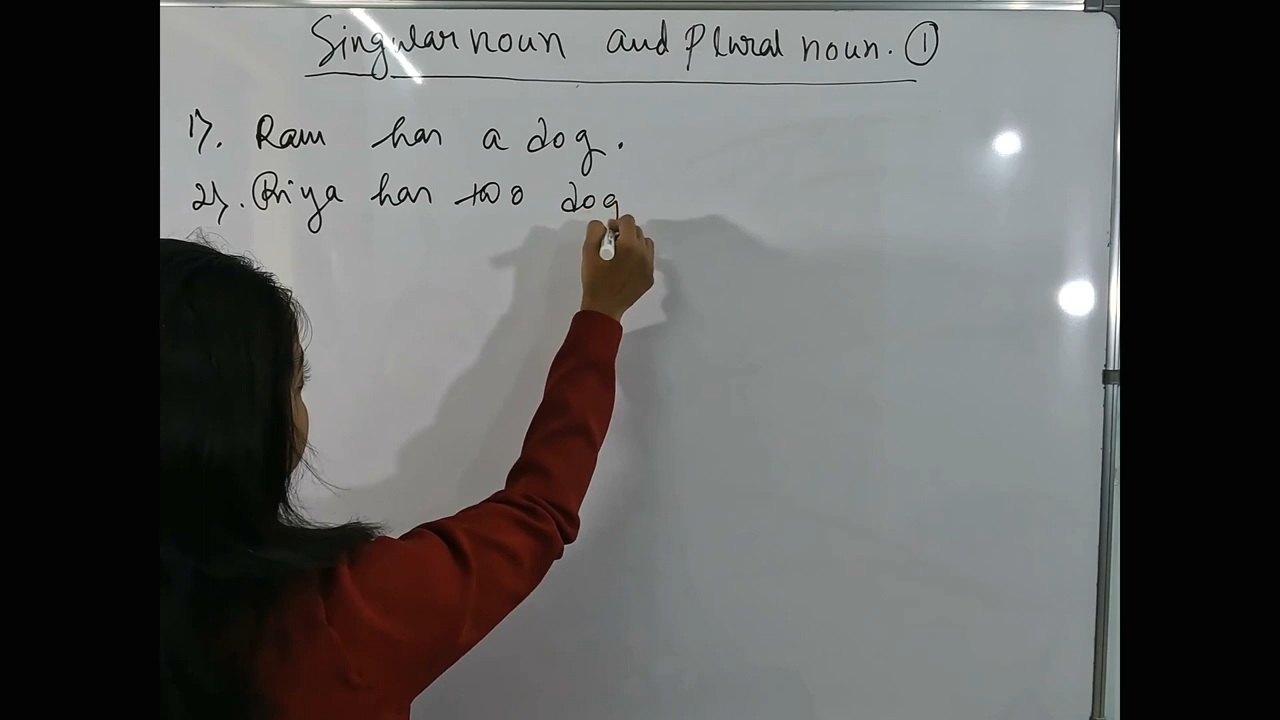 Singular noun and Plural noun. ①
1). Ram has a dog.
2). Priya has two dog